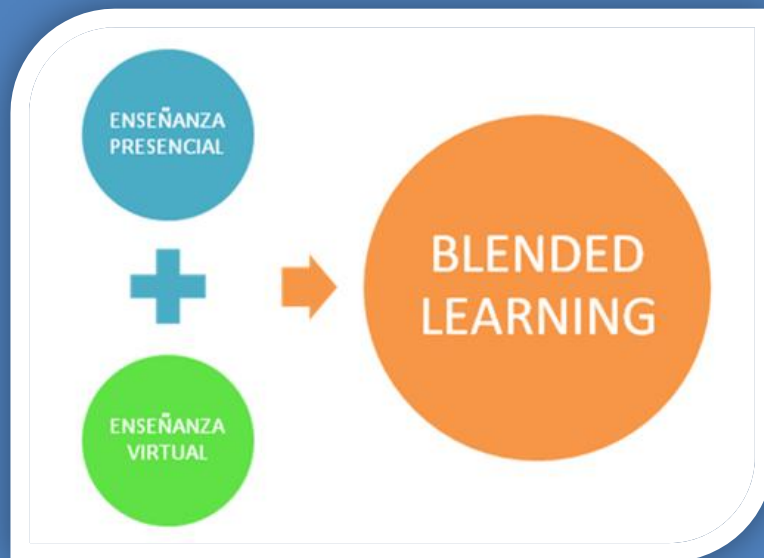 ENSEÑANZA
PRESENCIAL
ENSEÑANZA
VIRTUAL
BLENDED
LEARNING